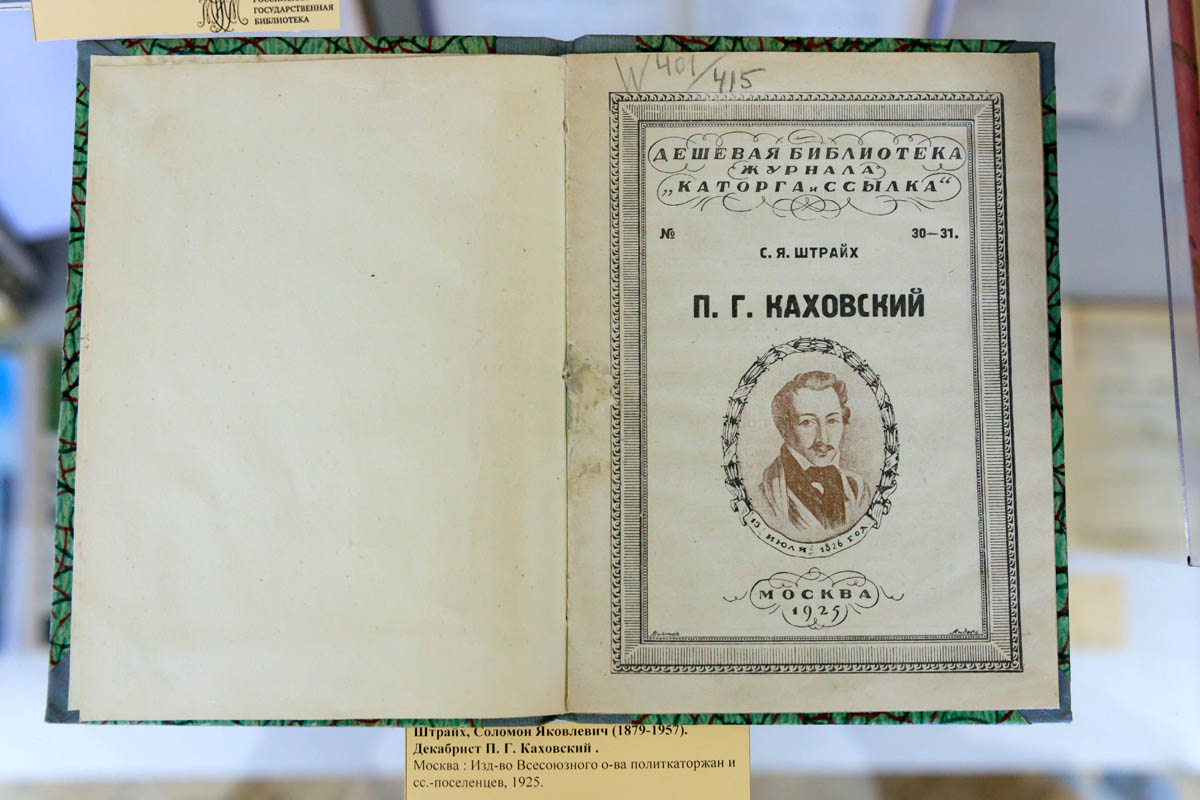 ГОСУДАРСТВЕННАЯ
БИБЛИОТЕКА
W 401/415
ДЕШЕВАЯ БИБЛИОТЕКА
ЖУРНАЛА
„КАТОРГА и ССЫЛКА“
№ 30—31.
С. Я. ШТРАЙХ
П. Г. КАХОВСКИЙ
13 ИЮЛЯ 1826 ГОД
МОСКВА
1925
Штрайх, Соломон Яковлевич (1879-1957).
Декабрист П. Г. Каховский .
Москва : Изд-во Всесоюзного о-ва политкаторжан и
сс.-поселенцев, 1925.